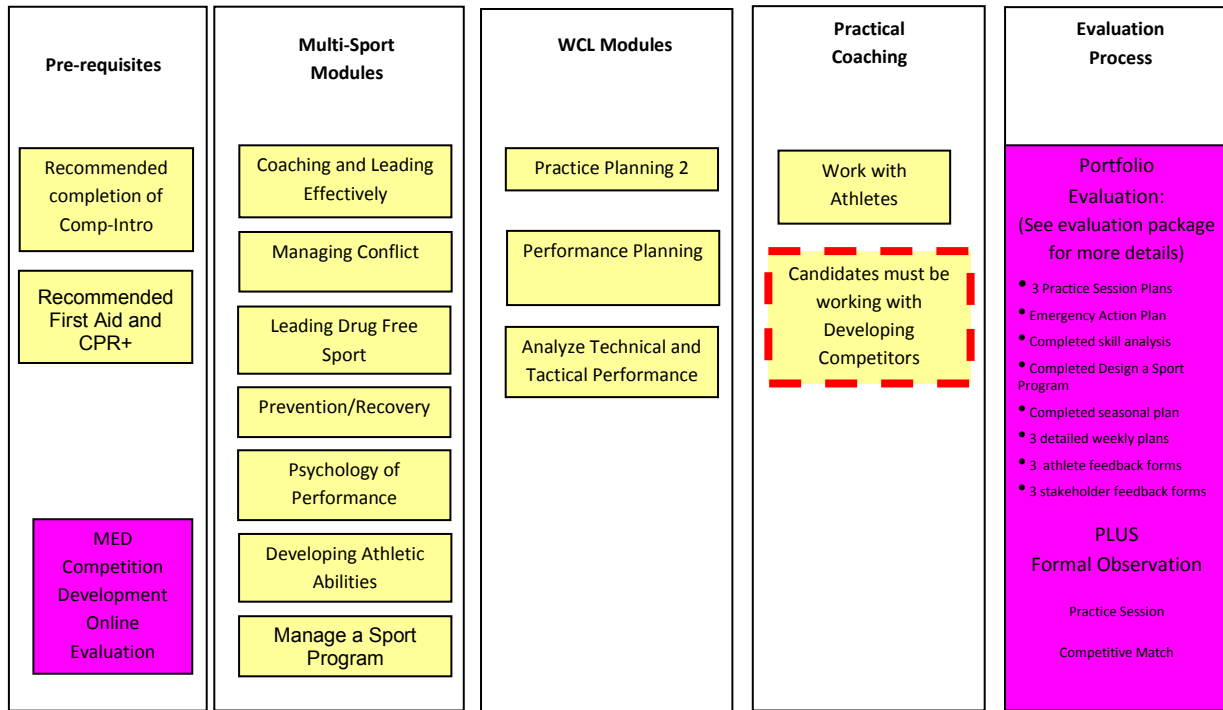 Pre-requisites
Recommended
completion of
Comp-Intro
Recommended
First Aid and
CPR+
MED
Competition
Development
Online
Evaluation
Multi-Sport
Modules
Coaching and Leading
Effectively
Managing Conflict
Leading Drug Free
Sport
Prevention/Recovery
Psychology of
Performance
Developing Athletic
Abilities
Manage a Sport
Program
WCL Modules
Practice Planning 2
Performance Planning
Analyze Technical and
Tactical Performance
Practical
Coaching
Work with
Athletes
Candidates must be
working with
Developing
Competitors
Evaluation
Process
Portfolio
Evaluation:
(See evaluation package
for more details)
• 3 Practice Session Plans
• Emergency Action Plan
• Completed skill analysis
• Completed Design a Sport
Program
• Completed seasonal plan
• 3 detailed weekly plans
• 3 athlete feedback forms
• 3 stakeholder feedback forms
PLUS
Formal Observation
Practice Session
Competitive Match